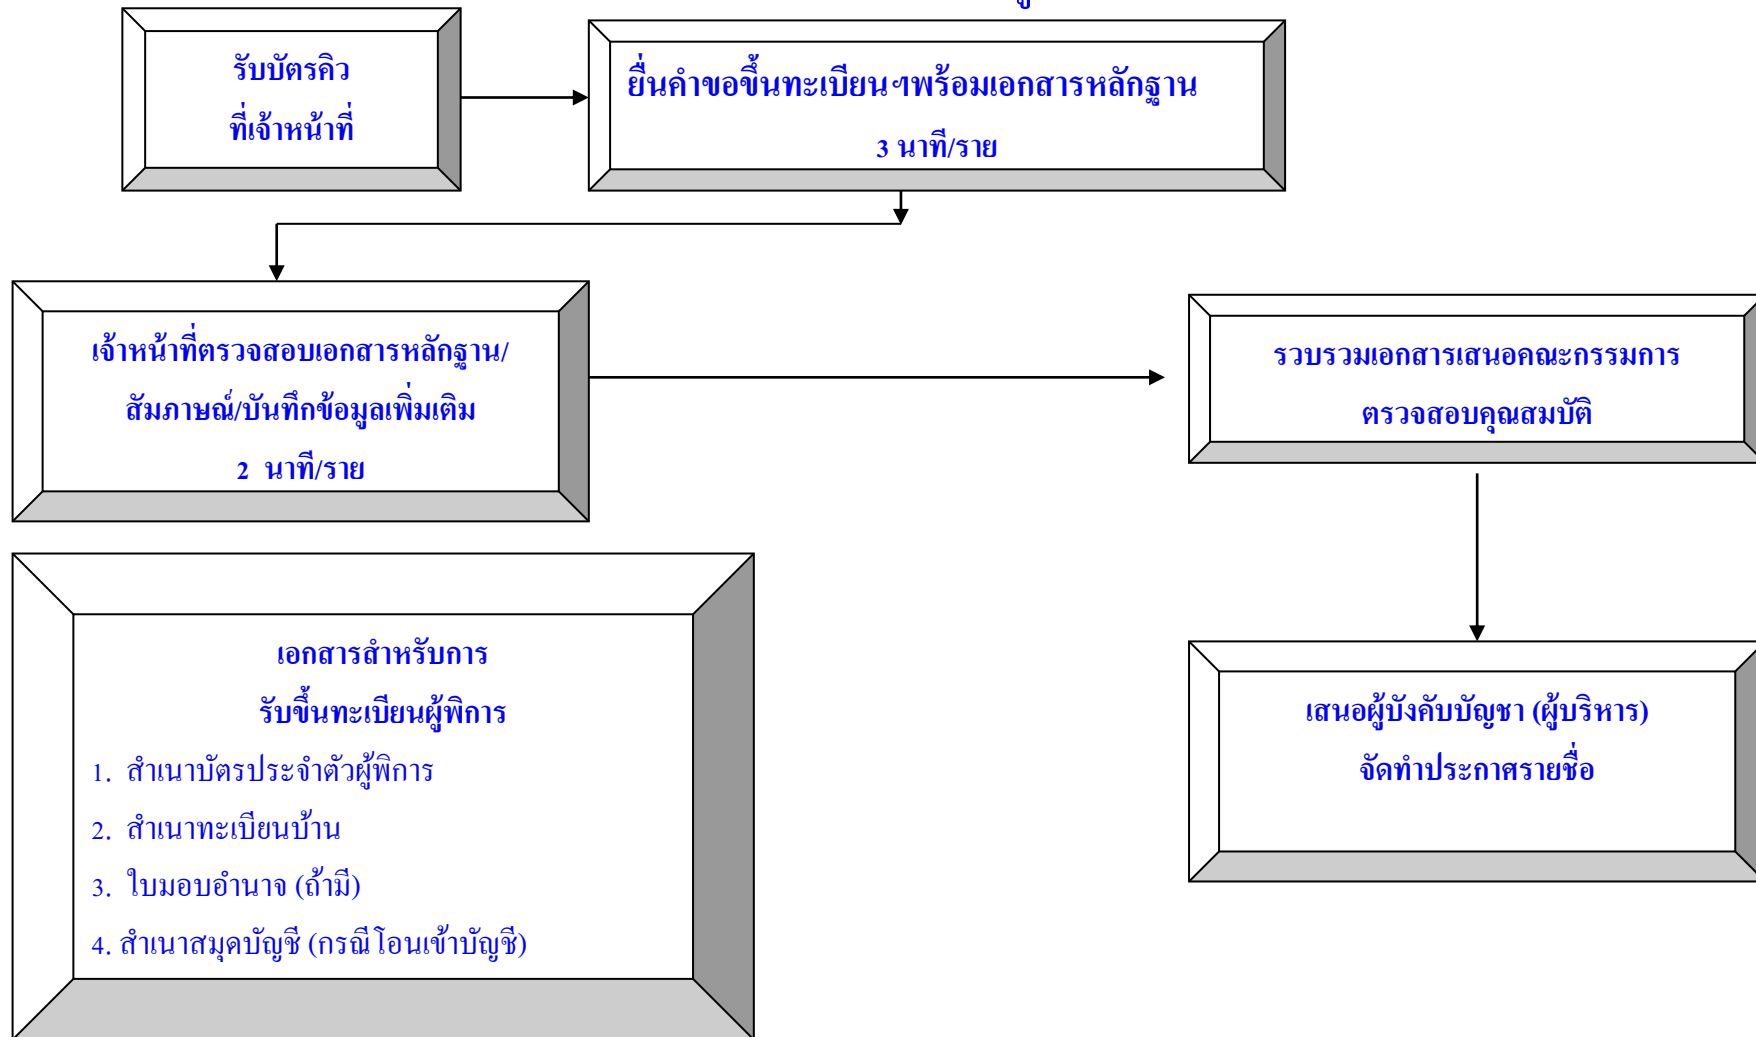 รับบัตรคิว
ที่เจ้าหน้าที่
ยื่นคำขอขึ้นทะเบียนฯพร้อมเอกสารหลักฐาน
3 นาที/ราย
เจ้าหน้าที่ตรวจสอบเอกสารหลักฐาน/
สัมภาษณ์/บันทึกข้อมูลเพิ่มเติม
2 นาที/ราย
รวบรวมเอกสารเสนอคณะกรรมการ
ตรวจสอบคุณสมบัติ
เสนอผู้บังคับบัญชา (ผู้บริหาร)
จัดทำประกาศรายชื่อ
เอกสารสำหรับการ
รับขึ้นทะเบียนผู้พิการ
1. สำเนาบัตรประจำตัวผู้พิการ
2. สำเนาทะเบียนบ้าน
3. ใบมอบอำนาจ (ถ้ามี)
4. สำเนาสมุดบัญชี (กรณีโอนเข้าบัญชี)